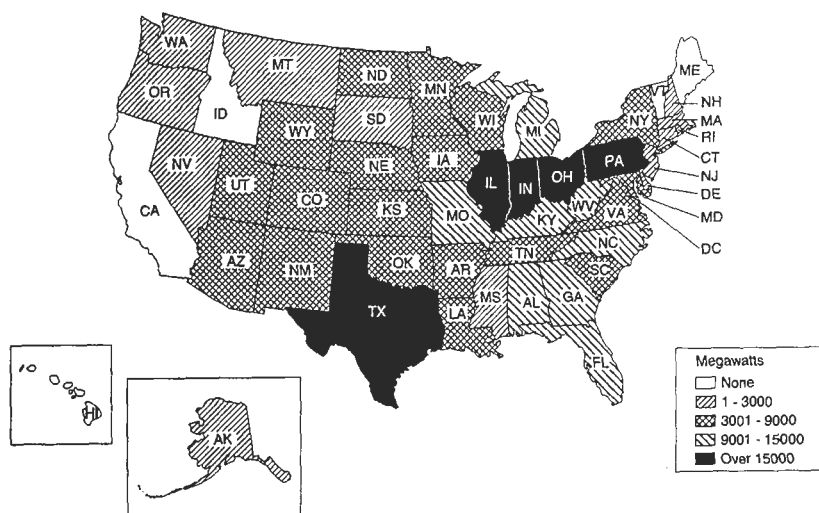 WA
MT
ND
MN
ME
VT
OR
ID
SD
WI
MI
NY
NH
MA
RI
WY
CT
NV
NE
IA
PA
NJ
UT
CO
IL
IN
OH
DE
CA
KS
MO
KY
WV
VA
MD
AZ
NM
OK
AR
TN
NC
DC
SC
MS
AL
GA
TX
LA
FL
HI
AK
Megawatts
None
1 - 3000
3001 - 9000
9001 - 15000
Over 15000